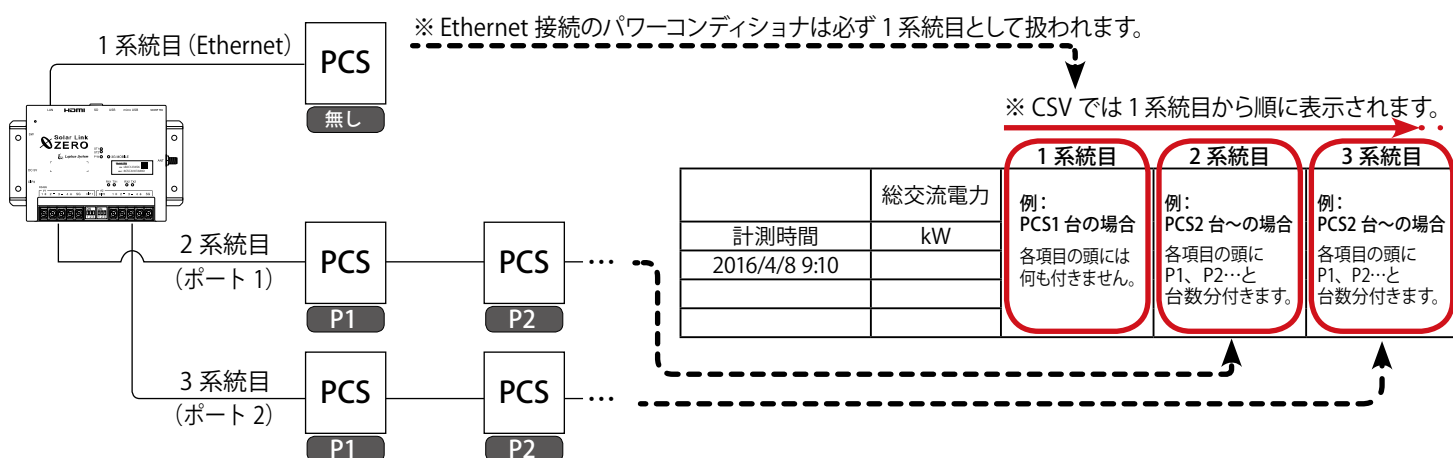 ※ Ethernet 接続のパワーコンディショナは必ず 1 系統目として扱われます。
1 系統目（Ethernet）
PCS
無し
※ CSV では 1 系統目から順に表示されます。
HDMI
Solar Link
ZERO
2 系統目
（ポート 1）
PCS
P1
PCS
P2
…
3 系統目
（ポート 2）
PCS
P1
PCS
P2
…
1 系統目
2 系統目
3 系統目
総交流電力
計測時間
kW
2016/4/8 9:10
例：
PCS1 台の場合
各項目の頭には
何も付きません。
例：
PCS2 台～の場合
各項目の頭に
P1、P2…と
台数分付きます。
例：
PCS2 台～の場合
各項目の頭に
P1、P2…と
台数分付きます。